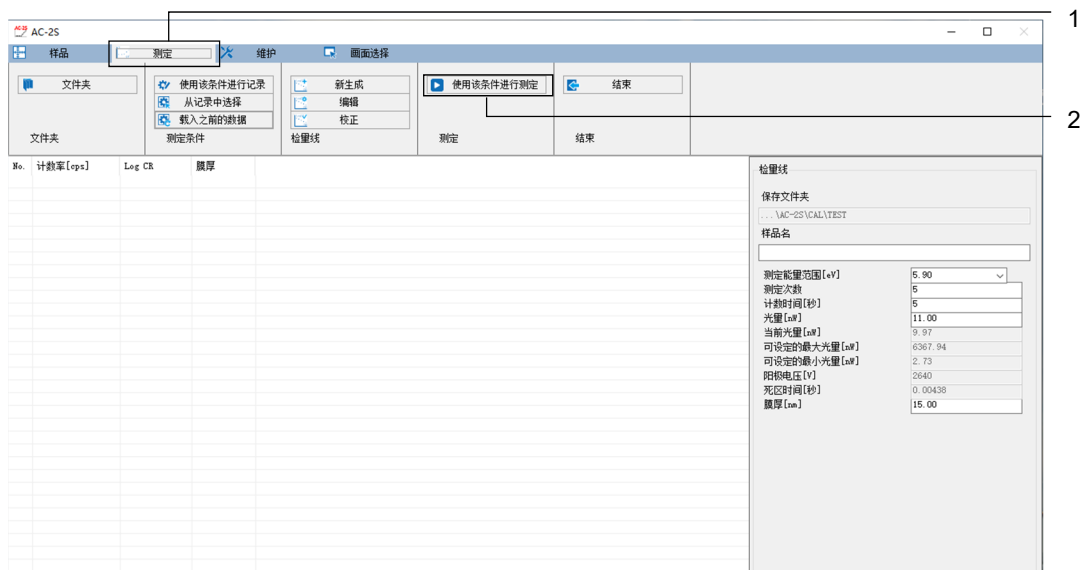 1
AC-2S
样品 测定 维护 画面选择
文件夹 使用该条件进行记录 新生成 使用该条件进行测定 结束
从记录中选择 编辑
载入之前的数据 校正
2
文件夹 测定条件 检量线 测定 结束
No. 计数率[cps] Log CR 膜厚
检量线
保存文件夹
...\AC-2S\CAL\TEST
样品名
测定能量范围[eV] 5.90
测定次数 5
计数时间[秒] 5
光量[nW] 11.00
当前光量[nW] 9.97
可设定的最大光量[nW] 6367.94
可设定的最小光量[nW] 2.73
阳极电压[V] 2640
死区时间[秒] 0.00438
膜厚[nm] 15.00